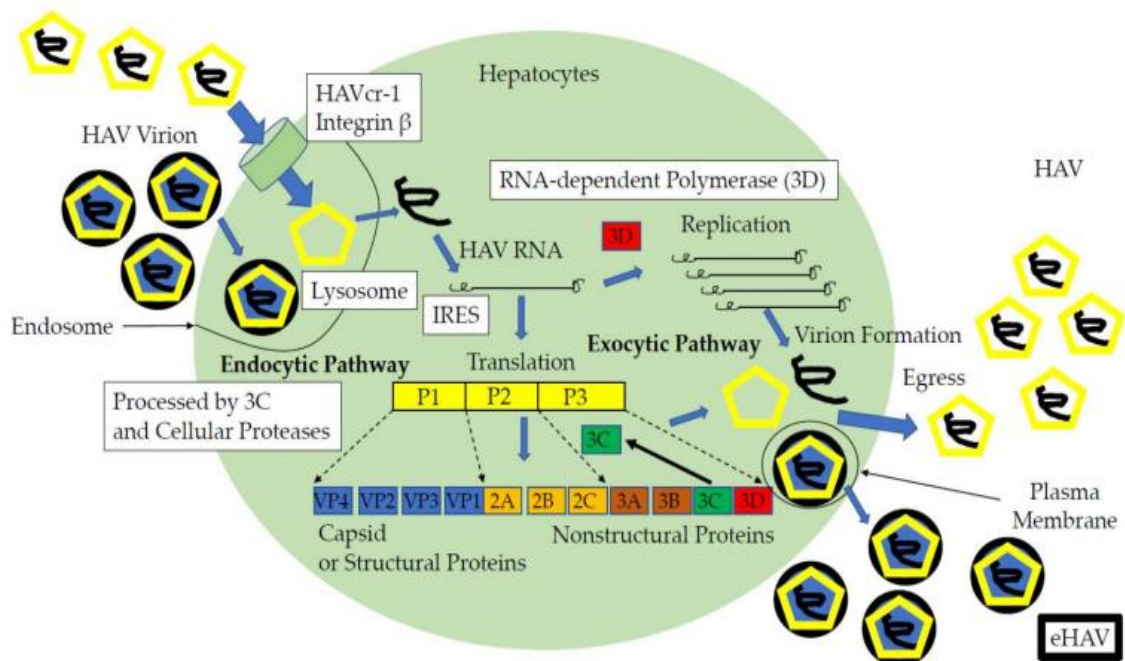 Hepatocytes
HAVcr-1
Integrin β
HAV Virion
HAV
RNA-dependent Polymerase (3D)
3D
Replication
HAV RNA
Lysosome
IRES
Endosome
Endocytic Pathway
Translation
Exocytic Pathway
Virion Formation
Egress
Processed by 3C
and Cellular Proteases
P1 P2 P3
3C
VP4 VP2 VP3 VP1 2A 2B 2C 3A 3B 3C 3D
Capsid
or Structural Proteins
Nonstructural Proteins
Plasma
Membrane
eHAV